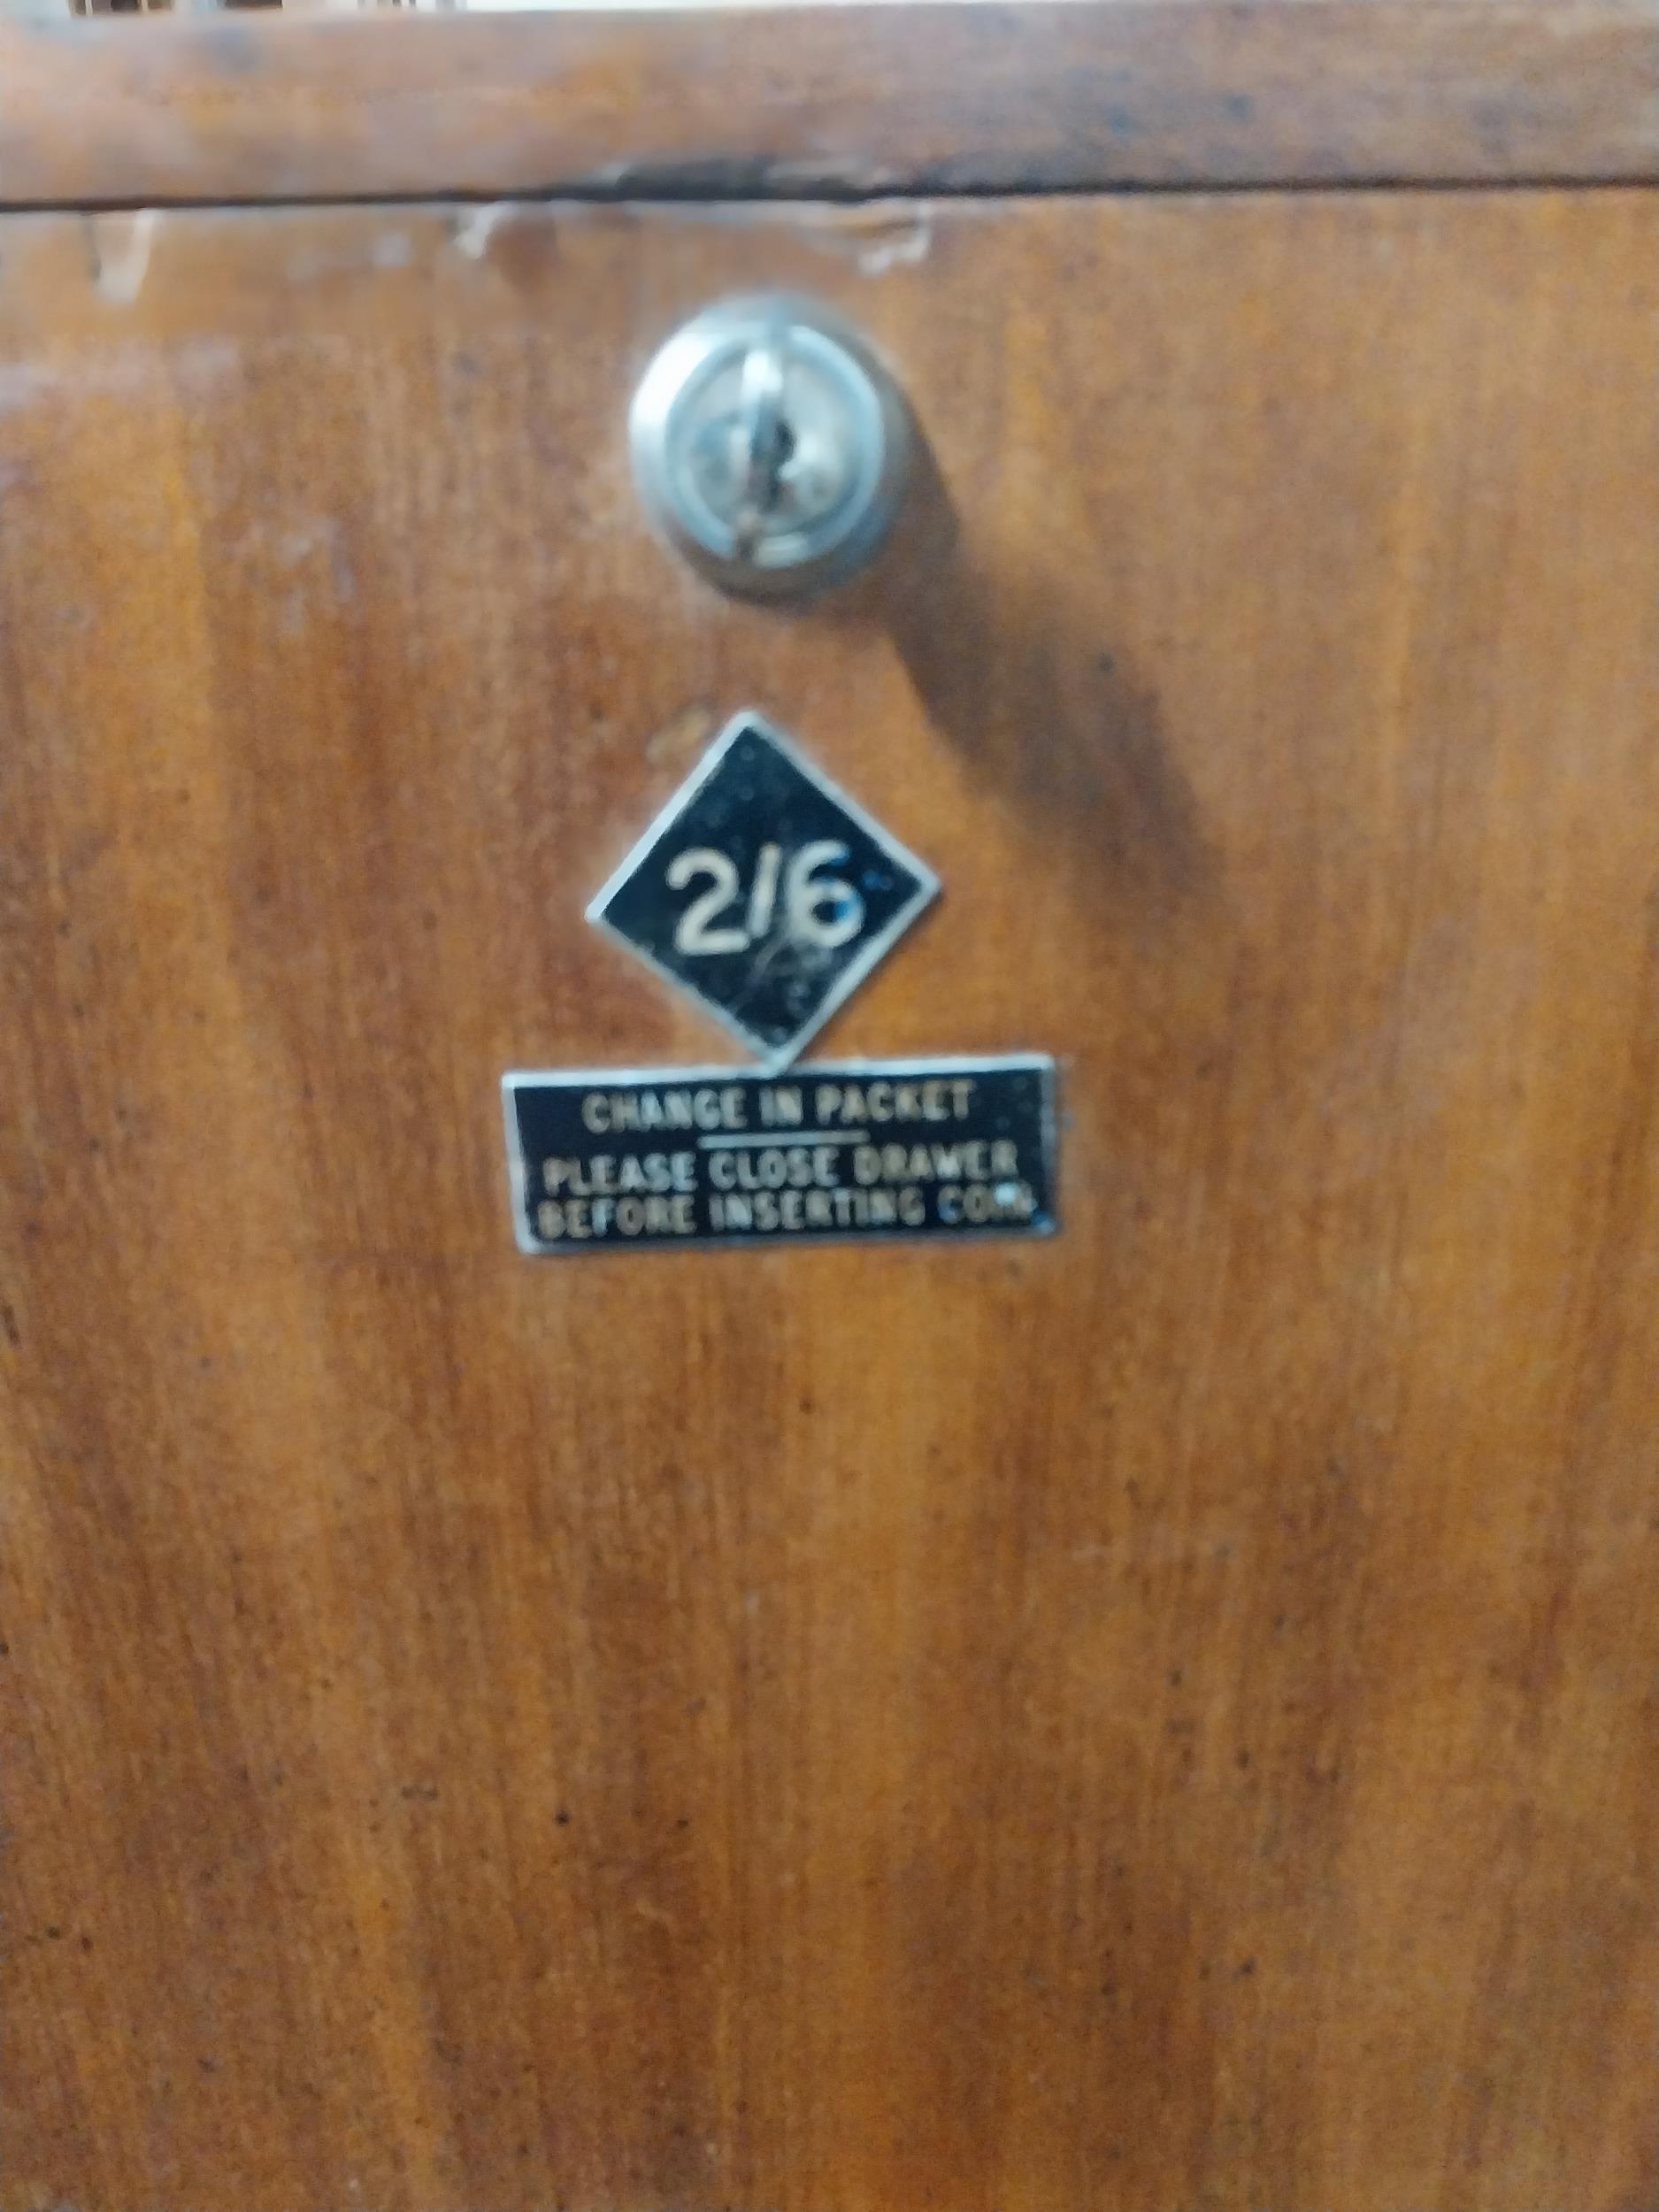 2/6
CHANGE IN PACKET
PLEASE CLOSE DRAWER
BEFORE INSERTING COIN